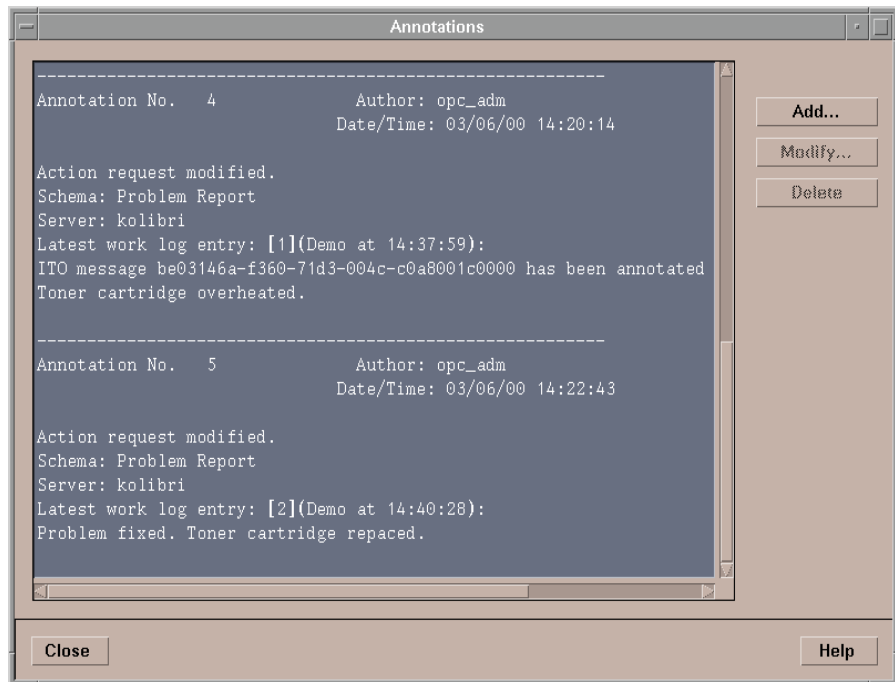 Annotations
---------------------------------------------------------
Annotation No.   4              Author: opc_adm
Date/Time: 03/06/00 14:20:14
Action request modified.
Schema: Problem Report
Server: kolibri
Latest work log entry: [1](Demo at 14:37:59):
ITO message be03146a-f360-71d3-004c-c0a8001c0000 has been annotated
Toner cartridge overheated.
---------------------------------------------------------
Annotation No.   5              Author: opc_adm
Date/Time: 03/06/00 14:22:43
Action request modified.
Schema: Problem Report
Server: kolibri
Latest work log entry: [2](Demo at 14:40:28):
Problem fixed. Toner cartridge repaced.
Add...
Modify...
Delete
Close
Help